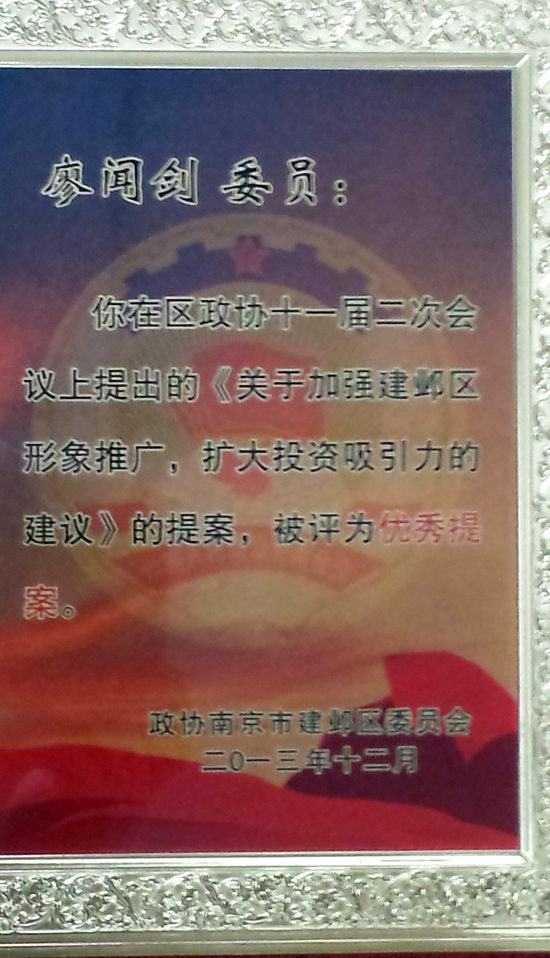 廖闻剑 委员：
你在区政协十一届二次会
议上提出的《关于加强建邺区
形象推广，扩大投资吸引力的
建议》的提案，被评为优秀提
案。
政协南京市建邺区委员会
二0一三年十二月